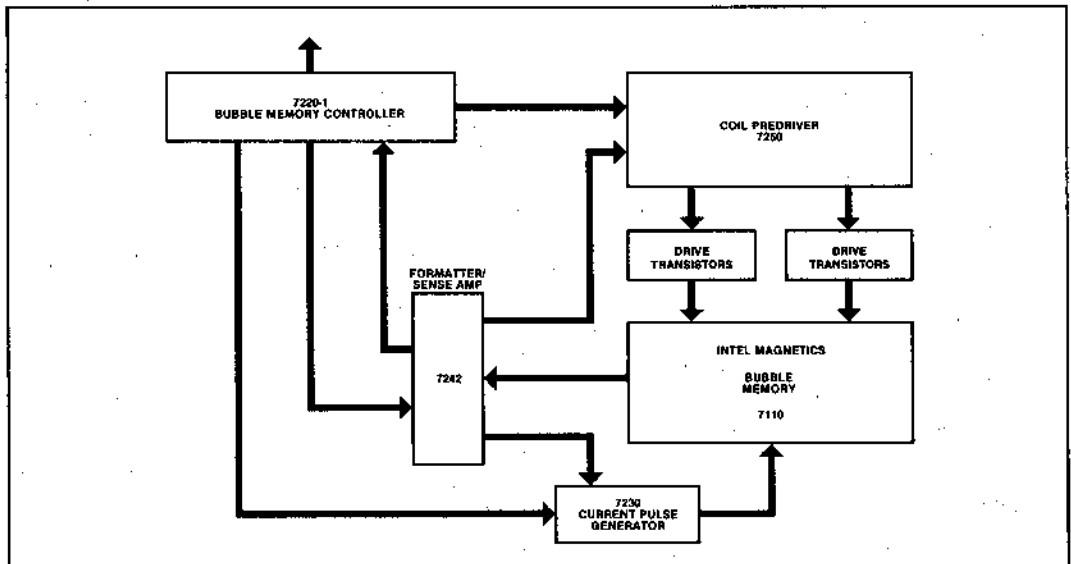 7220-1
BUBBLE MEMORY CONTROLLER
COIL PREDRIVER
7250
DRIVE
TRANSISTORS
DRIVE
TRANSISTORS
FORMATTER/
SENSE AMP
7242
INTEL MAGNETICS
BUBBLE
MEMORY
7110
7230
CURRENT PULSE
GENERATOR